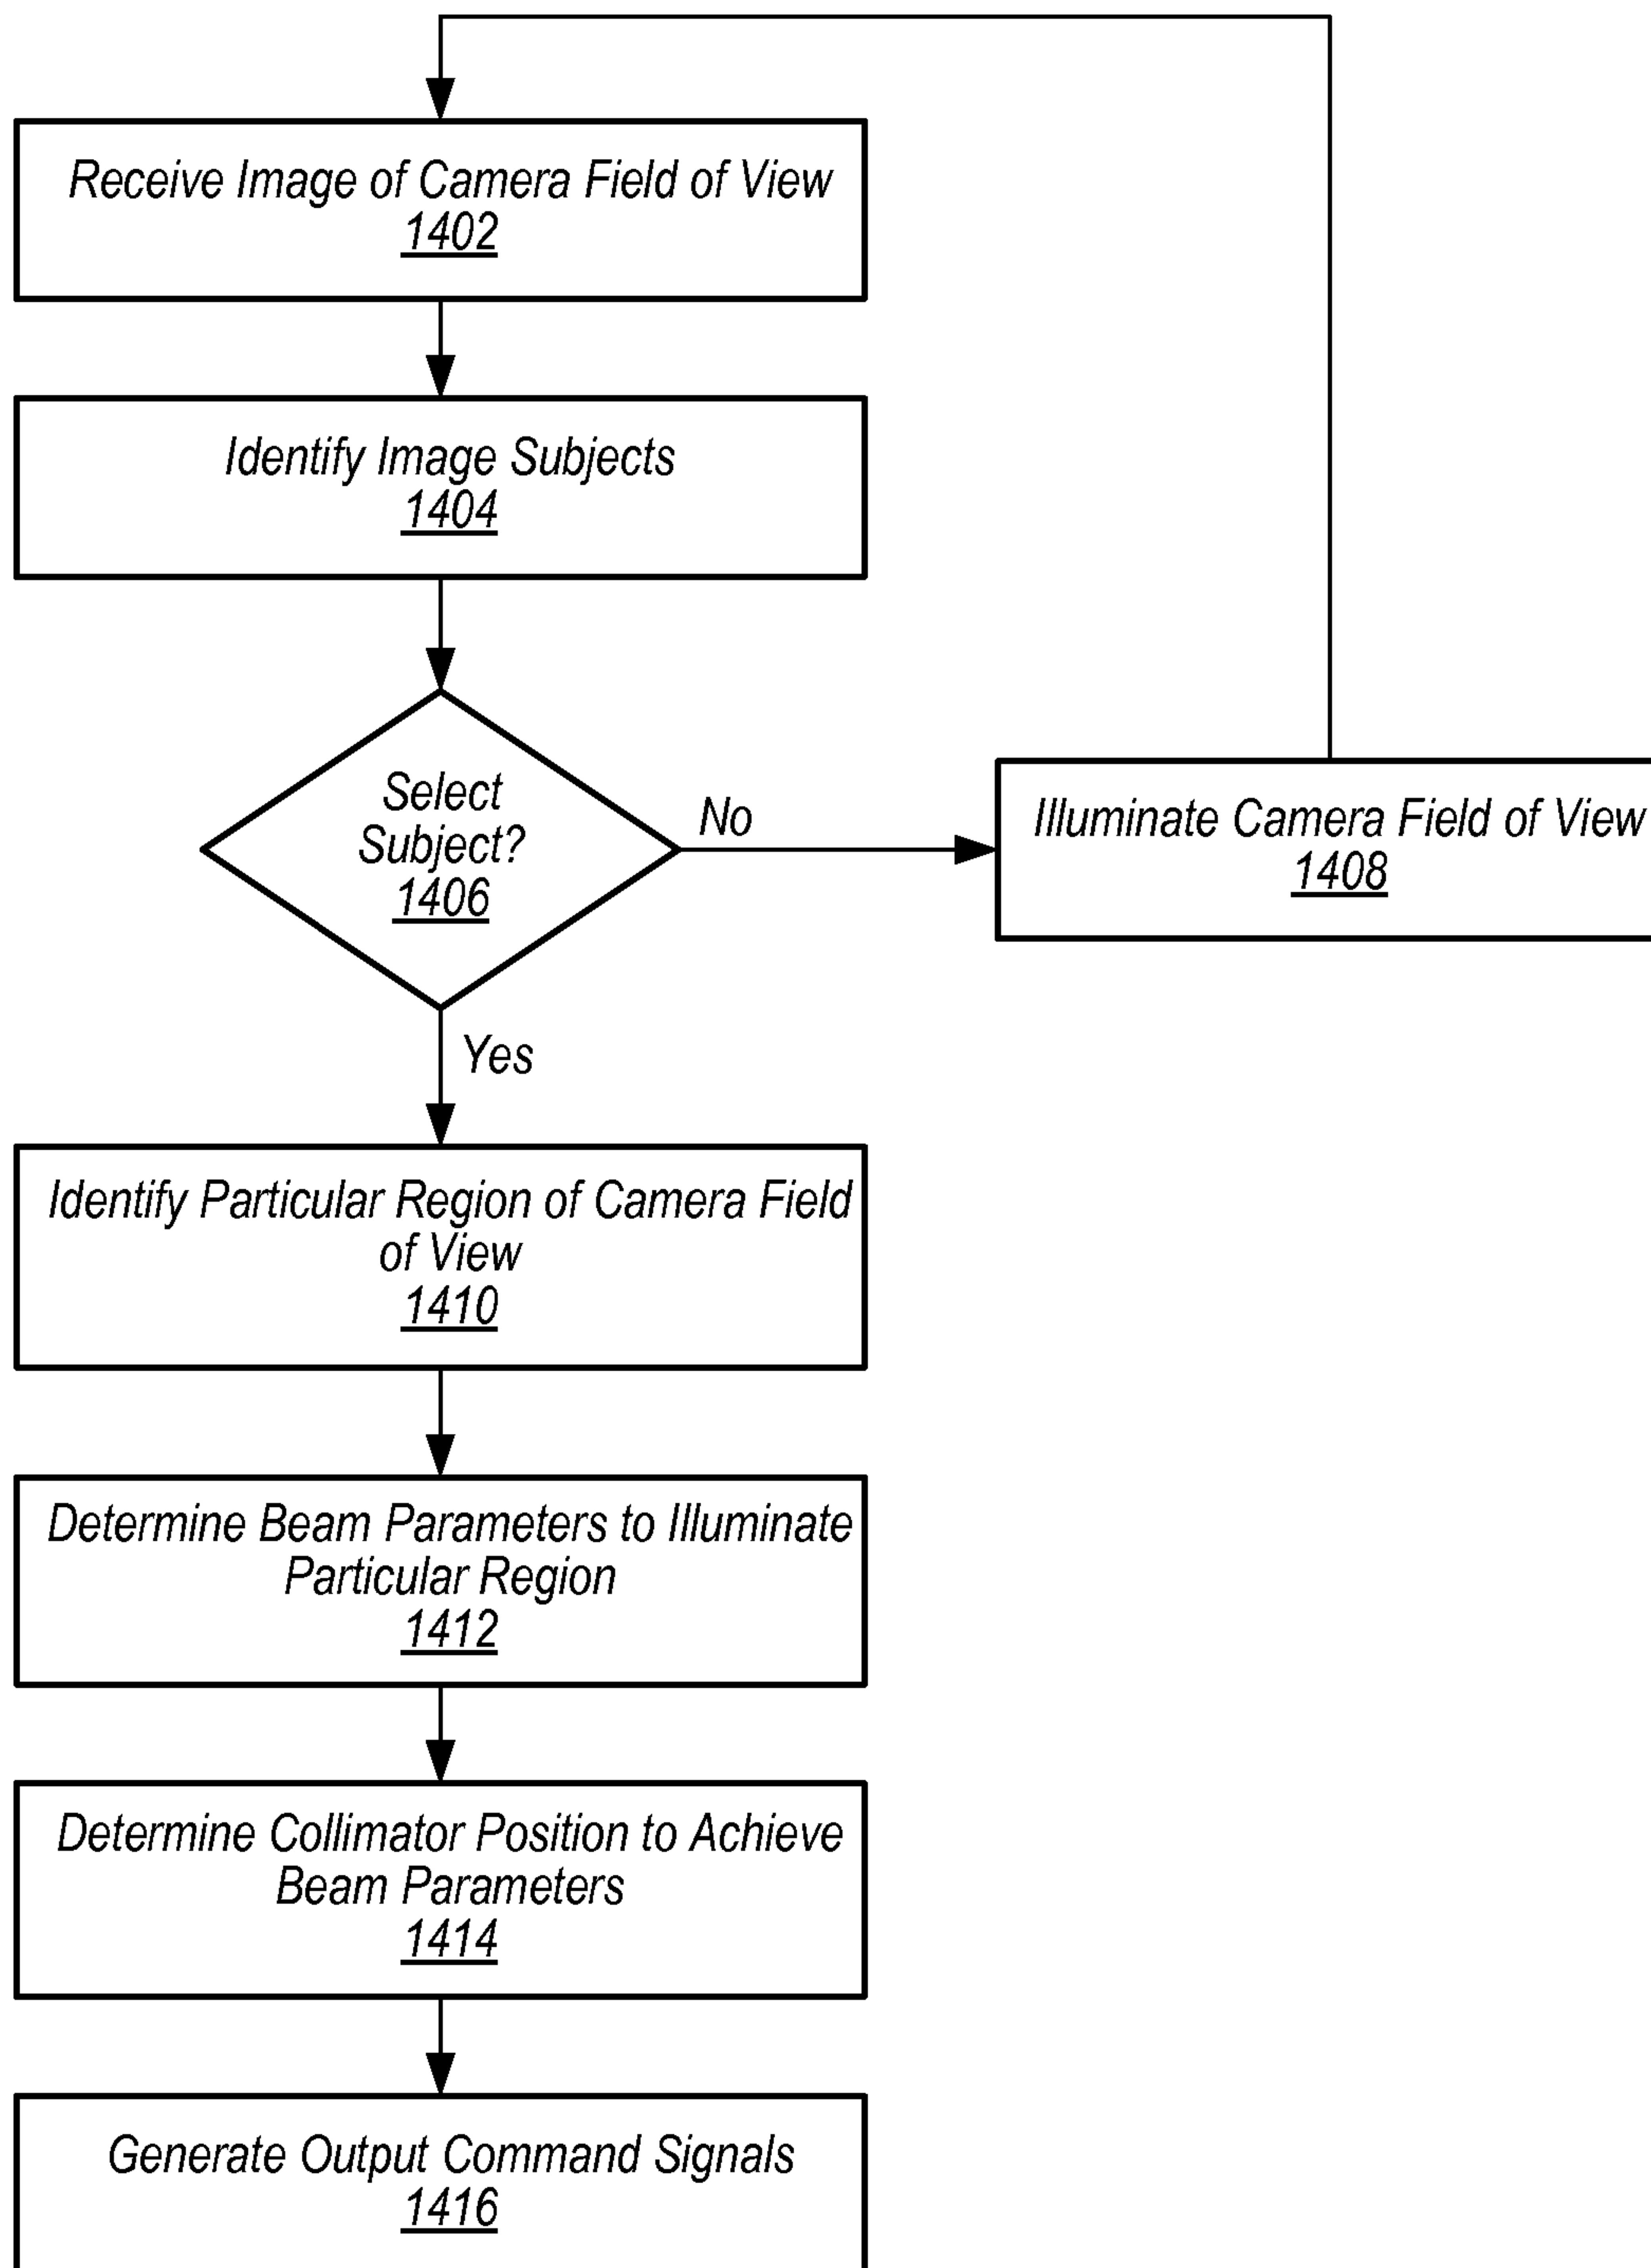 Receive Image of Camera Field of View
1402
Identify Image Subjects
1404
Select
Subject?
1406
No
Illuminate Camera Field of View
1408
Yes
Identify Particular Region of Camera Field
of View
1410
Determine Beam Parameters to Illuminate
Particular Region
1412
Determine Collimator Position to Achieve
Beam Parameters
1414
Generate Output Command Signals
1416